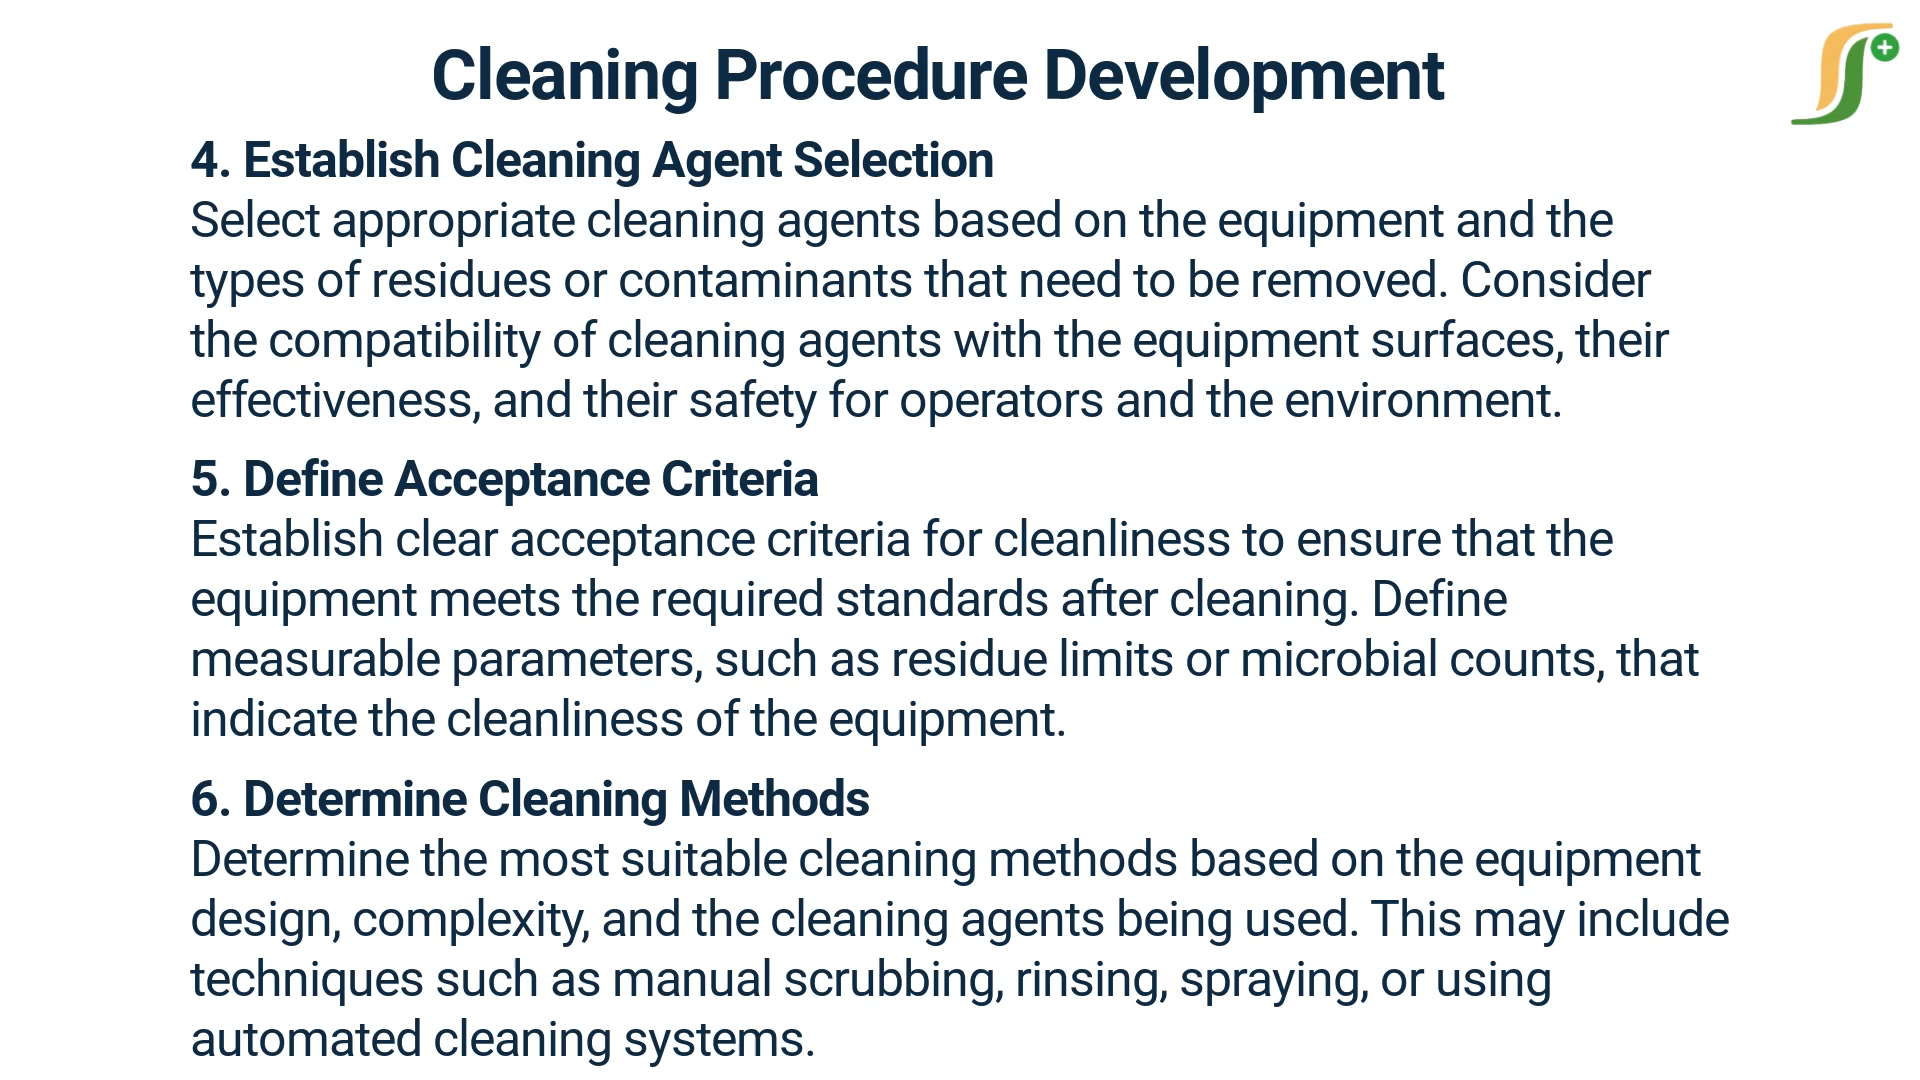 Cleaning Procedure Development
4. Establish Cleaning Agent Selection
Select appropriate cleaning agents based on the equipment and the
types of residues or contaminants that need to be removed. Consider
the compatibility of cleaning agents with the equipment surfaces, their
effectiveness, and their safety for operators and the environment.
5. Define Acceptance Criteria
Establish clear acceptance criteria for cleanliness to ensure that the
equipment meets the required standards after cleaning. Define
measurable parameters, such as residue limits or microbial counts, that
indicate the cleanliness of the equipment.
6. Determine Cleaning Methods
Determine the most suitable cleaning methods based on the equipment
design, complexity, and the cleaning agents being used. This may include
techniques such as manual scrubbing, rinsing, spraying, or using
automated cleaning systems.